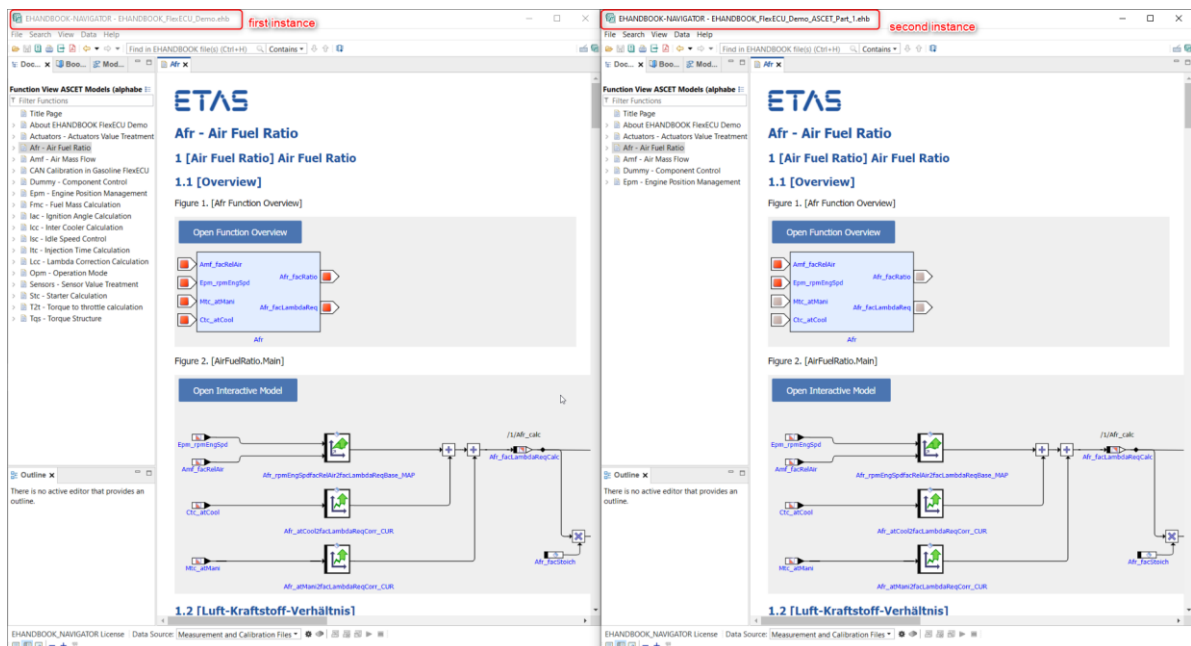 EHANDBOOK-NAVIGATOR - EHANDBOOK_FlexECU_Demo.ehb
first instance
File Search View Data Help
Find in EHANDBOOK file(s) (Ctrl+H)
Contains
Doc...
Boo...
Mod...
Afr
Function View ASCET Models (alphabe
Filter Functions
Title Page
About EHANDBOOK FlexECU Demo
Actuators - Actuators Value Treatment
Afr - Air Fuel Ratio
Amf - Air Mass Flow
CAN Calibration in Gasoline FlexECU
Dummy - Component Control
Epm - Engine Position Management
Fmc - Fuel Mass Calculation
Iac - Ignition Angle Calculation
Icc - Inter Cooler Calculation
Isc - Idle Speed Control
Itc - Injection Time Calculation
Lcc - Lambda Correction Calculation
Opm - Operation Mode
Sensors - Sensor Value Treatment
Stc - Starter Calculation
T2t - Torque to throttle calculation
Tqs - Torque Structure
Outline
There is no active editor that provides an
outline.
ETAS
Afr - Air Fuel Ratio
1 [Air Fuel Ratio] Air Fuel Ratio
1.1 [Overview]
Figure 1. [Afr Function Overview]
Open Function Overview
Amf_facRelAir
Epm_rpmEngSpd
Mtc_atMani
Ctc_atCool
Afr_facRatio
Afr_facLambdaReq
Afr
Figure 2. [AirFuelRatio.Main]
Open Interactive Model
Epm_rpmEngSpd
Amf_facRelAir
Afr_rpmEngSpdfacRelAir2facLambdaReqBase_MAP
/1/Afr_calc
Afr_facLambdaReqCalc
Ctc_atCool
Afr_atCool2facLambdaReqCorr_CUR
Afr_facStoich
Mtc_atMani
Afr_atMani2facLambdaReqCorr_CUR
1.2 [Luft-Kraftstoff-Verhältnis]
EHANDBOOK_NAVIGATOR License
Data Source: Measurement and Calibration Files
EHANDBOOK-NAVIGATOR - EHANDBOOK_FlexECU_Demo_ASCET_Part_1.ehb
second instance
File Search View Data Help
Find in EHANDBOOK file(s) (Ctrl+H)
Contains
Doc...
Boo...
Mod...
Afr
Function View ASCET Models (alphabe
Filter Functions
Title Page
About EHANDBOOK FlexECU Demo
Actuators - Actuators Value Treatment
Afr - Air Fuel Ratio
Amf - Air Mass Flow
Dummy - Component Control
Epm - Engine Position Management
Outline
There is no active editor that provides an
outline.
ETAS
Afr - Air Fuel Ratio
1 [Air Fuel Ratio] Air Fuel Ratio
1.1 [Overview]
Figure 1. [Afr Function Overview]
Open Function Overview
Amf_facRelAir
Epm_rpmEngSpd
Mtc_atMani
Ctc_atCool
Afr_facRatio
Afr_facLambdaReq
Afr
Figure 2. [AirFuelRatio.Main]
Open Interactive Model
Epm_rpmEngSpd
Amf_facRelAir
Afr_rpmEngSpdfacRelAir2facLambdaReqBase_MAP
/1/Afr_calc
Afr_facLambdaReqCalc
Ctc_atCool
Afr_atCool2facLambdaReqCorr_CUR
Afr_facStoich
Mtc_atMani
Afr_atMani2facLambdaReqCorr_CUR
1.2 [Luft-Kraftstoff-Verhältnis]
EHANDBOOK_NAVIGATOR License
Data Source: Measurement and Calibration Files